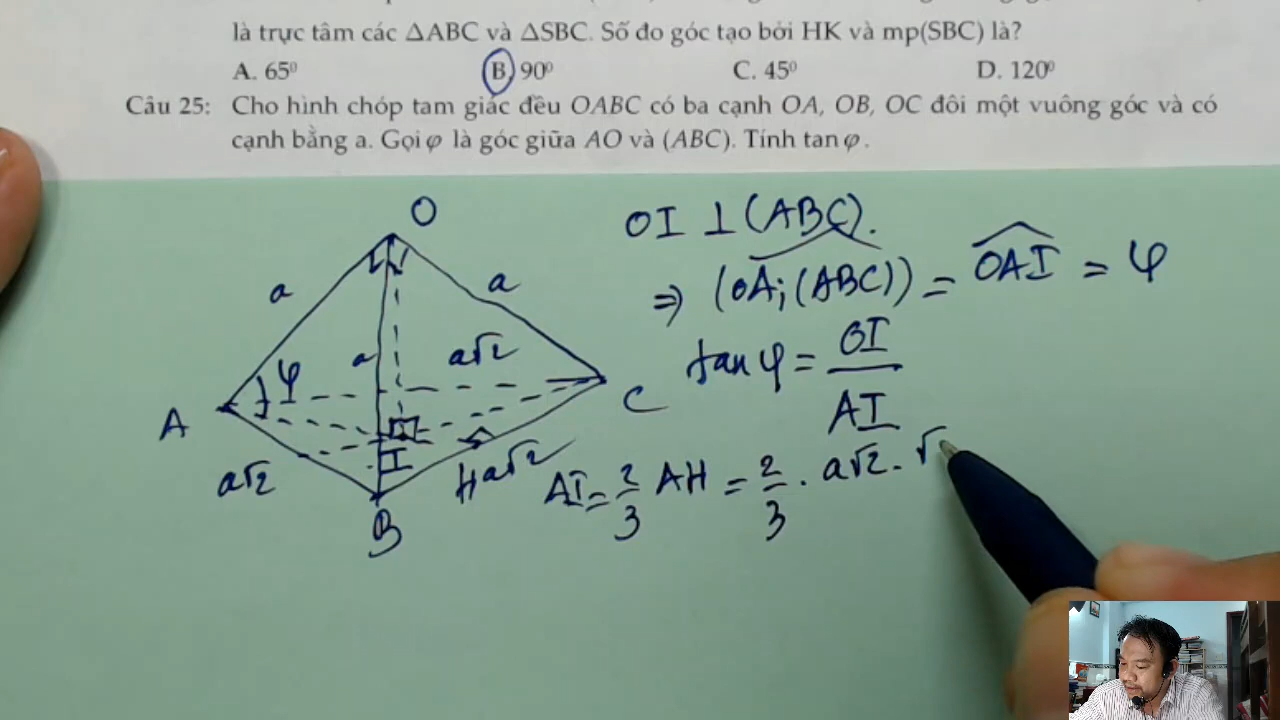 là trực tâm các ΔABC và ΔSBC. Số đo góc tạo bởi HK và mp(SBC) là?
A. 65⁰ B. 90⁰ C. 45⁰ D. 120⁰
Câu 25: Cho hình chóp tam giác đều OABC có ba cạnh OA, OB, OC đôi một vuông góc và có
cạnh bằng a. Gọi φ là góc giữa AO và (ABC). Tính tan φ.
O
a
a
a
a√2
φ
A
C
I
a√2
H
a√2
B
OI ⊥ (ABC).
⇒ (OA; (ABC)) = OAI = φ
tan φ = OI / AI
AI = 2/3 AH = 2/3 . a√2 . √